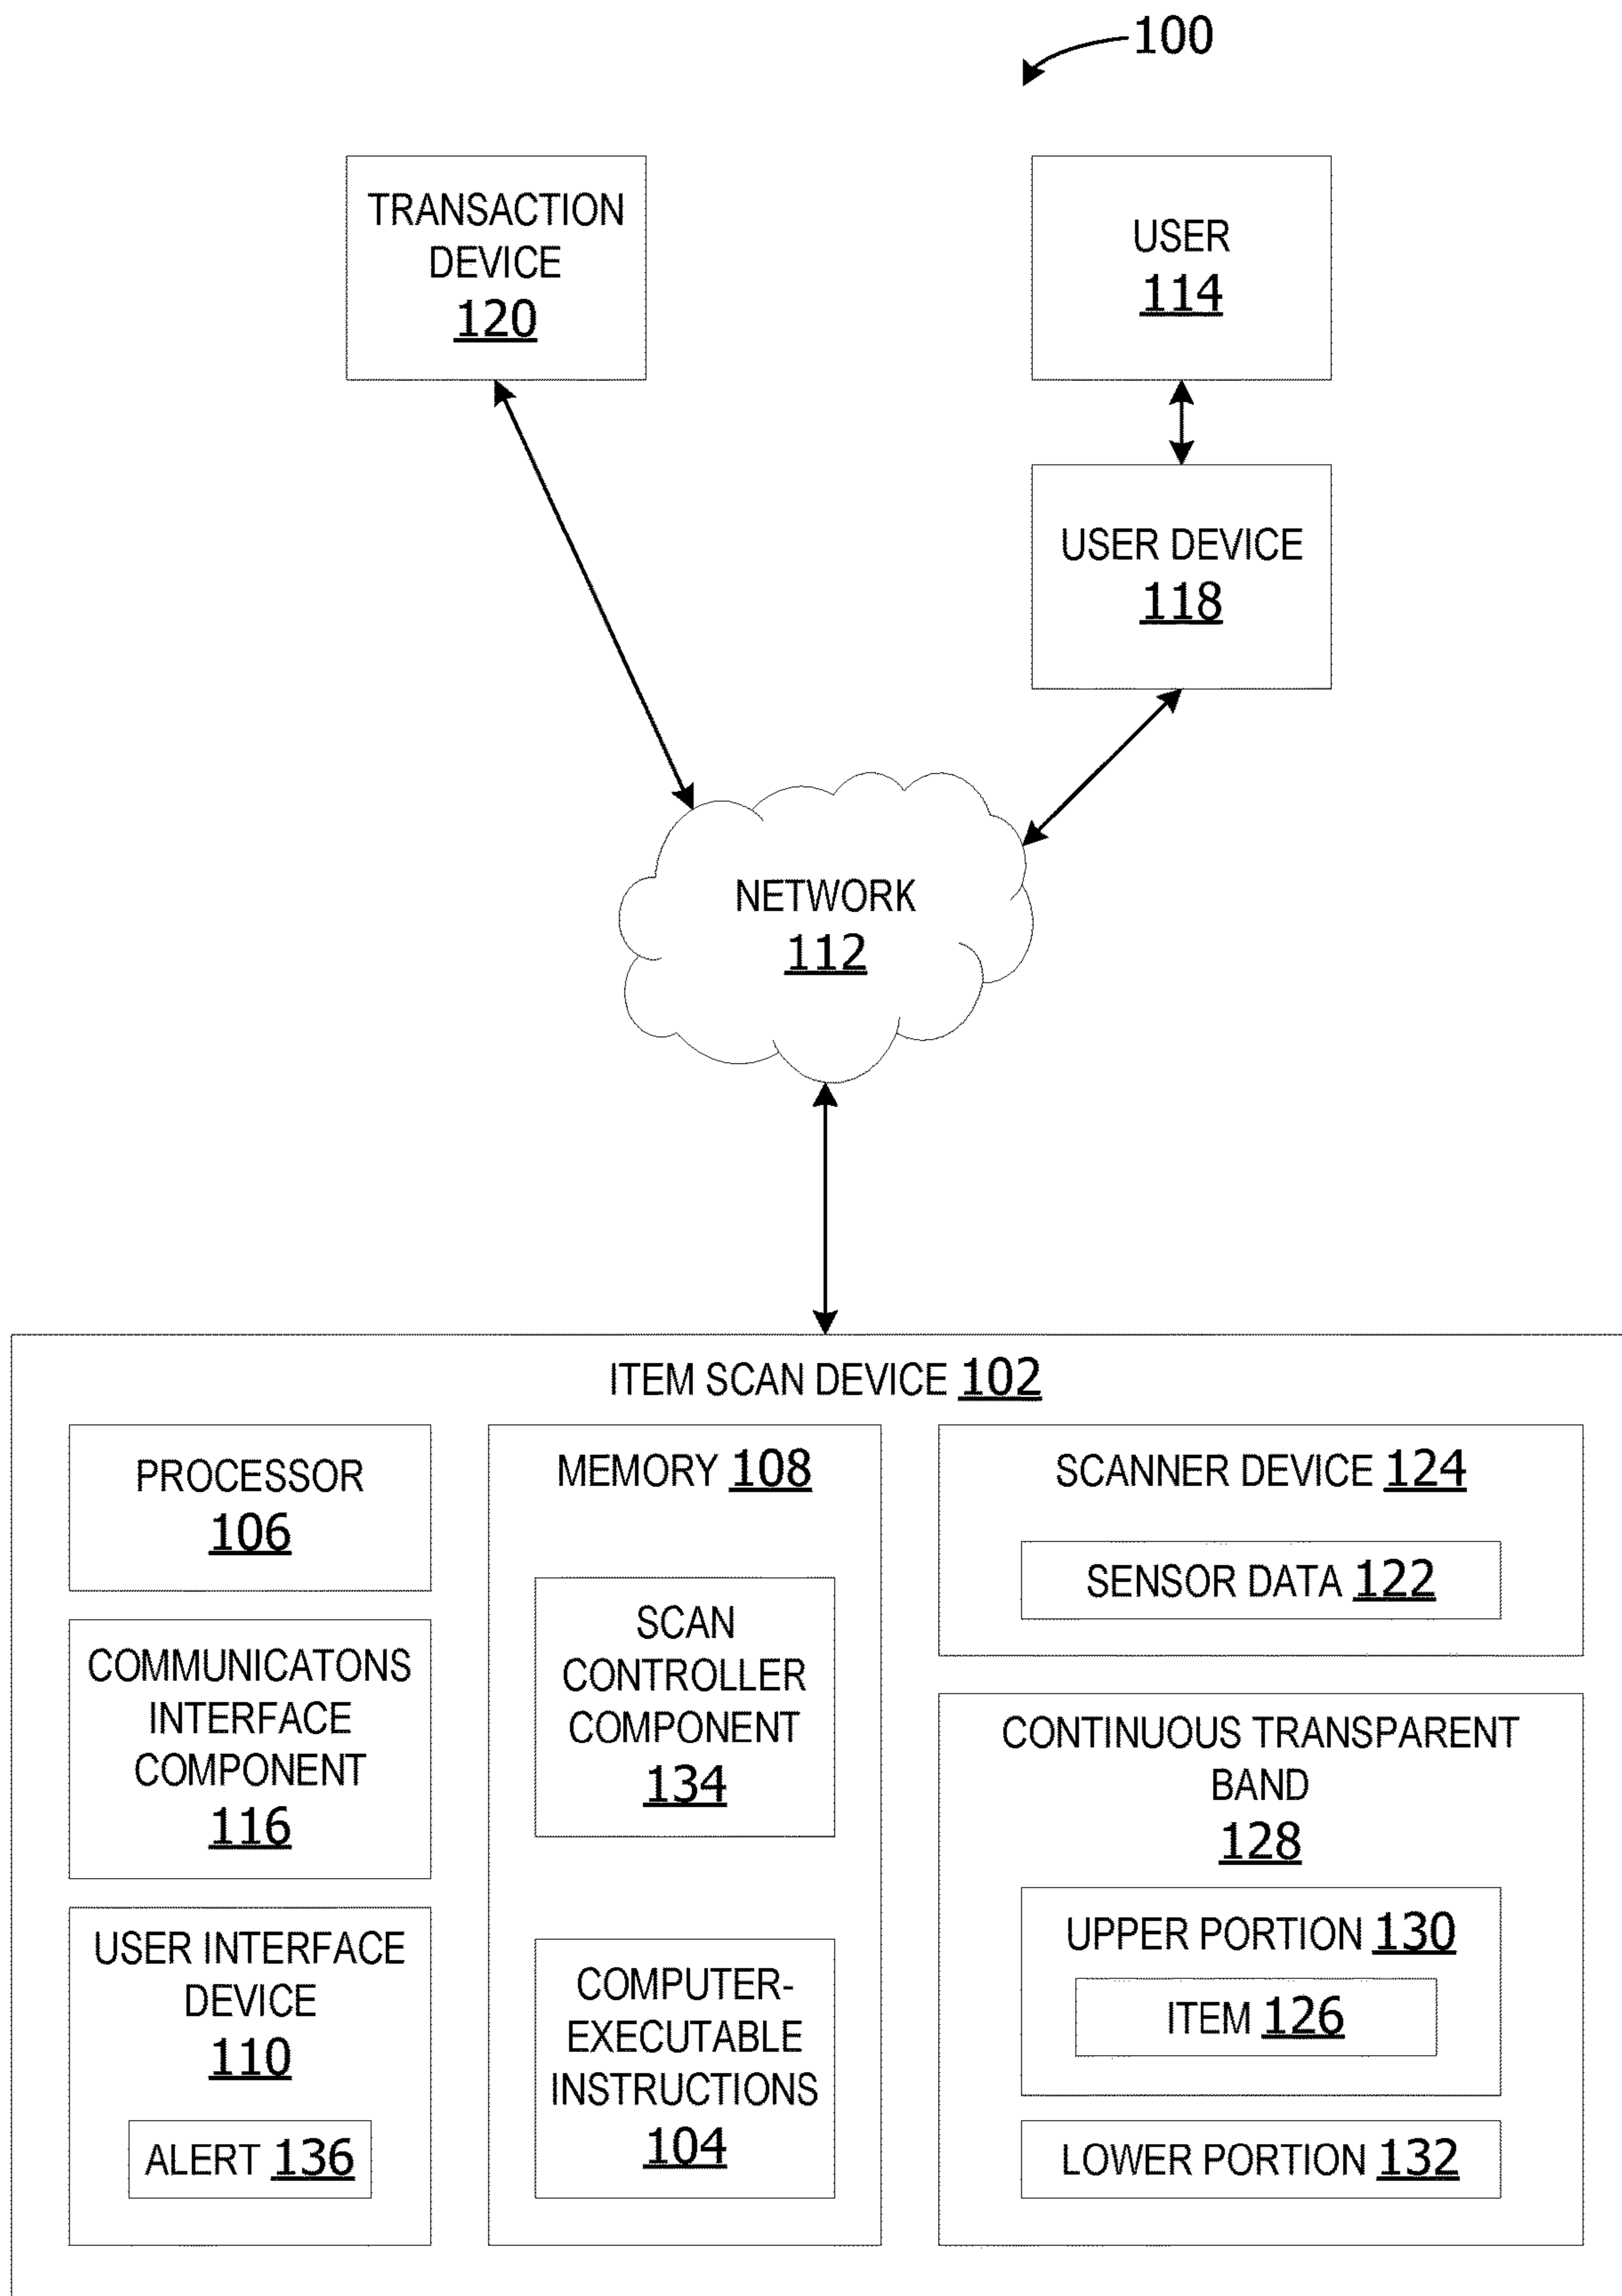 100
TRANSACTION
DEVICE
120
USER
114
USER DEVICE
118
NETWORK
112
ITEM SCAN DEVICE 102
PROCESSOR
106
COMMUNICATONS
INTERFACE
COMPONENT
116
USER INTERFACE
DEVICE
110
ALERT 136
MEMORY 108
SCAN
CONTROLLER
COMPONENT
134
COMPUTER-
EXECUTABLE
INSTRUCTIONS
104
SCANNER DEVICE 124
SENSOR DATA 122
CONTINUOUS TRANSPARENT
BAND
128
UPPER PORTION 130
ITEM 126
LOWER PORTION 132